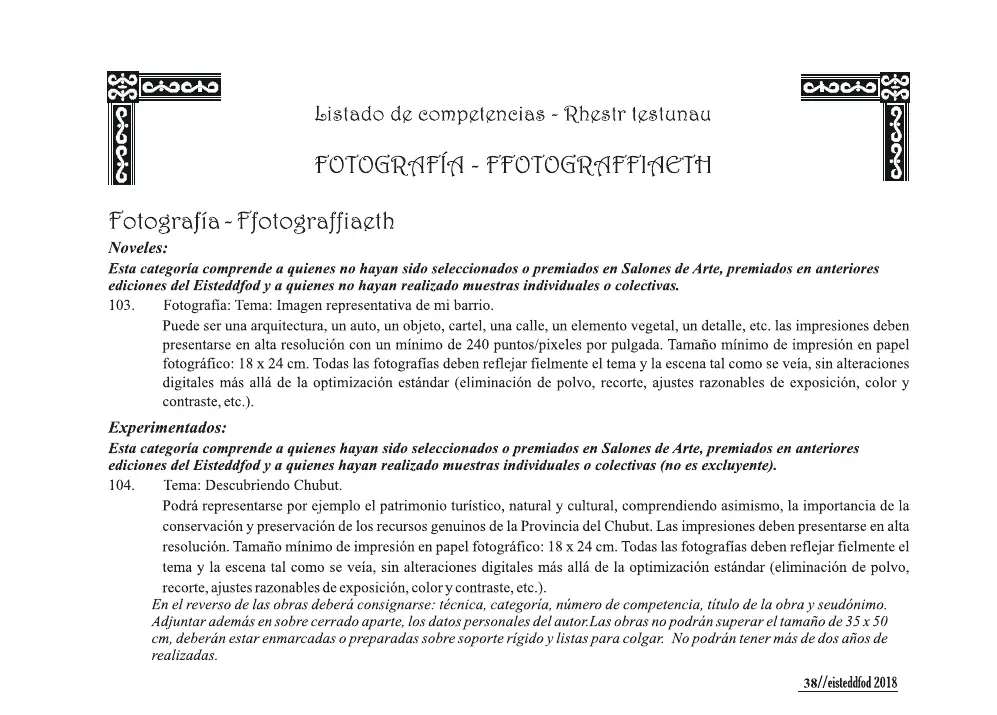 Listado de competencias - Rhestr testunau
FOTOGRAFÍA - FFOTOGRAFFIAETH
Fotografía - Ffotograffiaeth
Noveles:
Esta categoría comprende a quienes no hayan sido seleccionados o premiados en Salones de Arte, premiados en anteriores
ediciones del Eisteddfod y a quienes no hayan realizado muestras individuales o colectivas.
103. Fotografía: Tema: Imagen representativa de mi barrio.
Puede ser una arquitectura, un auto, un objeto, cartel, una calle, un elemento vegetal, un detalle, etc. las impresiones deben
presentarse en alta resolución con un mínimo de 240 puntos/pixeles por pulgada. Tamaño mínimo de impresión en papel
fotográfico: 18 x 24 cm. Todas las fotografías deben reflejar fielmente el tema y la escena tal como se veía, sin alteraciones
digitales más allá de la optimización estándar (eliminación de polvo, recorte, ajustes razonables de exposición, color y
contraste, etc.).
Experimentados:
Esta categoría comprende a quienes hayan sido seleccionados o premiados en Salones de Arte, premiados en anteriores
ediciones del Eisteddfod y a quienes hayan realizado muestras individuales o colectivas (no es excluyente).
104. Tema: Descubriendo Chubut.
Podrá representarse por ejemplo el patrimonio turístico, natural y cultural, comprendiendo asimismo, la importancia de la
conservación y preservación de los recursos genuinos de la Provincia del Chubut. Las impresiones deben presentarse en alta
resolución. Tamaño mínimo de impresión en papel fotográfico: 18 x 24 cm. Todas las fotografías deben reflejar fielmente el
tema y la escena tal como se veía, sin alteraciones digitales más allá de la optimización estándar (eliminación de polvo,
recorte, ajustes razonables de exposición, color y contraste, etc.).
En el reverso de las obras deberá consignarse: técnica, categoría, número de competencia, título de la obra y seudónimo.
Adjuntar además en sobre cerrado aparte, los datos personales del autor.Las obras no podrán superar el tamaño de 35 x 50
cm, deberán estar enmarcadas o preparadas sobre soporte rígido y listas para colgar. No podrán tener más de dos años de
realizadas.
38//eisteddfod 2018